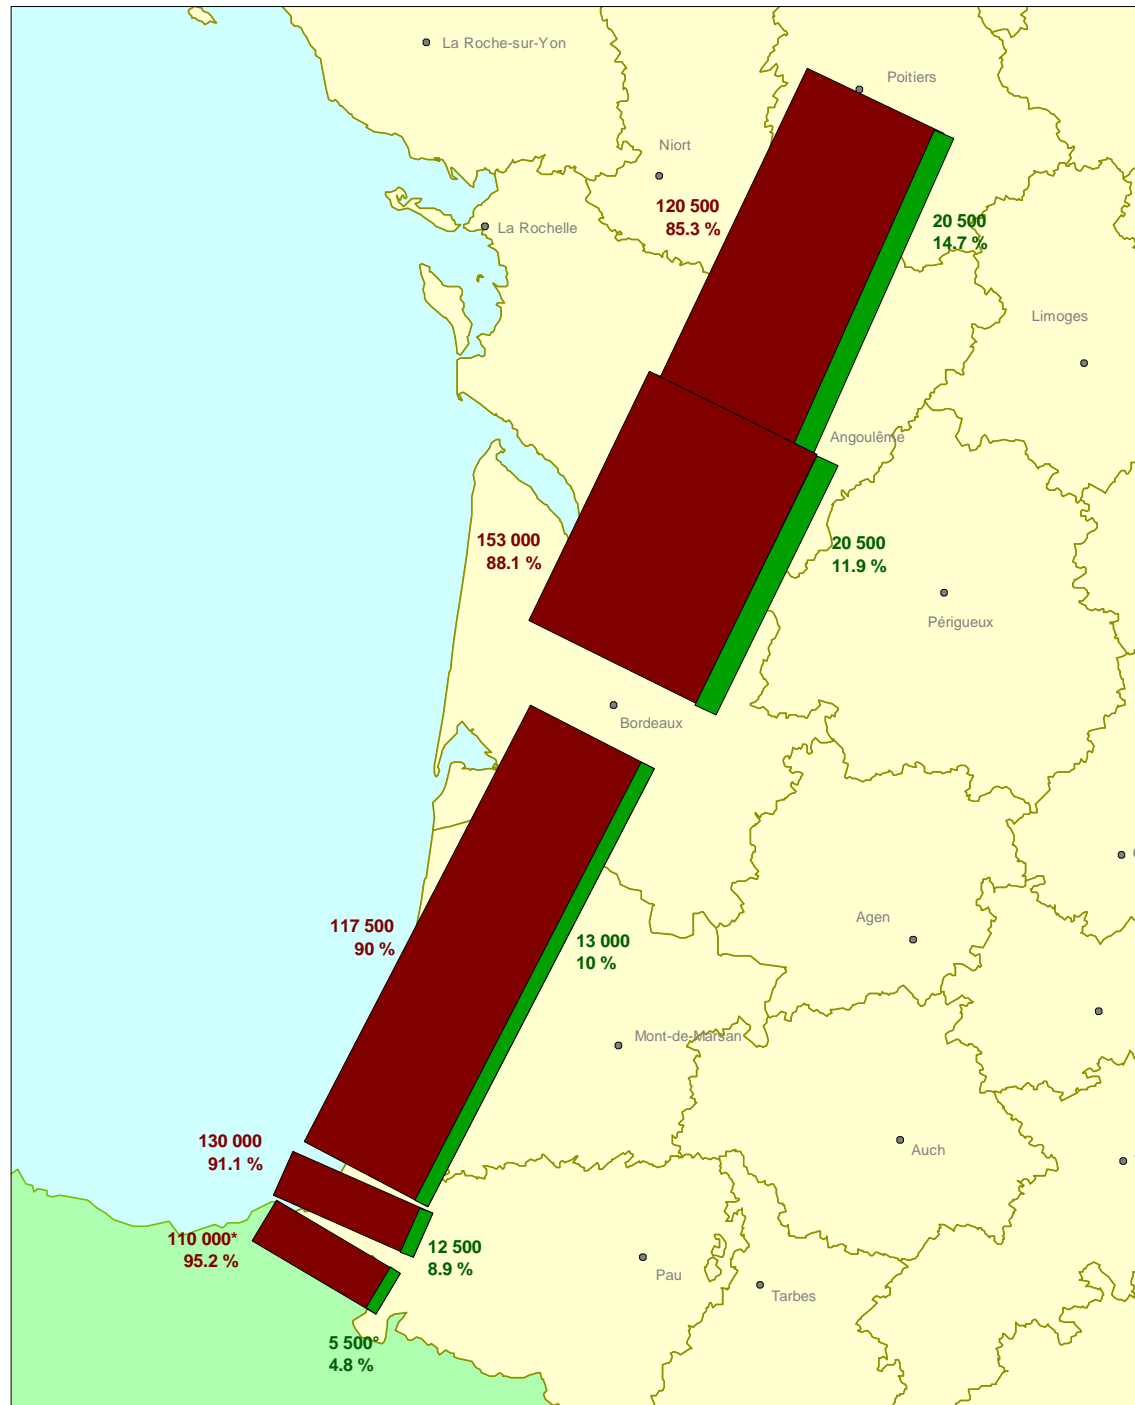 La Roche-sur-Yon
Poitiers
Niort
120 500
85.3 %
20 500
14.7 %
La Rochelle
Limoges
Angoulême
153 000
88.1 %
20 500
11.9 %
Périgueux
Bordeaux
117 500
90 %
13 000
10 %
Agen
Mont-de-Marsan
130 000
91.1 %
Auch
110 000*
95.2 %
12 500
8.9 %
Pau
Tarbes
5 500°
4.8 %